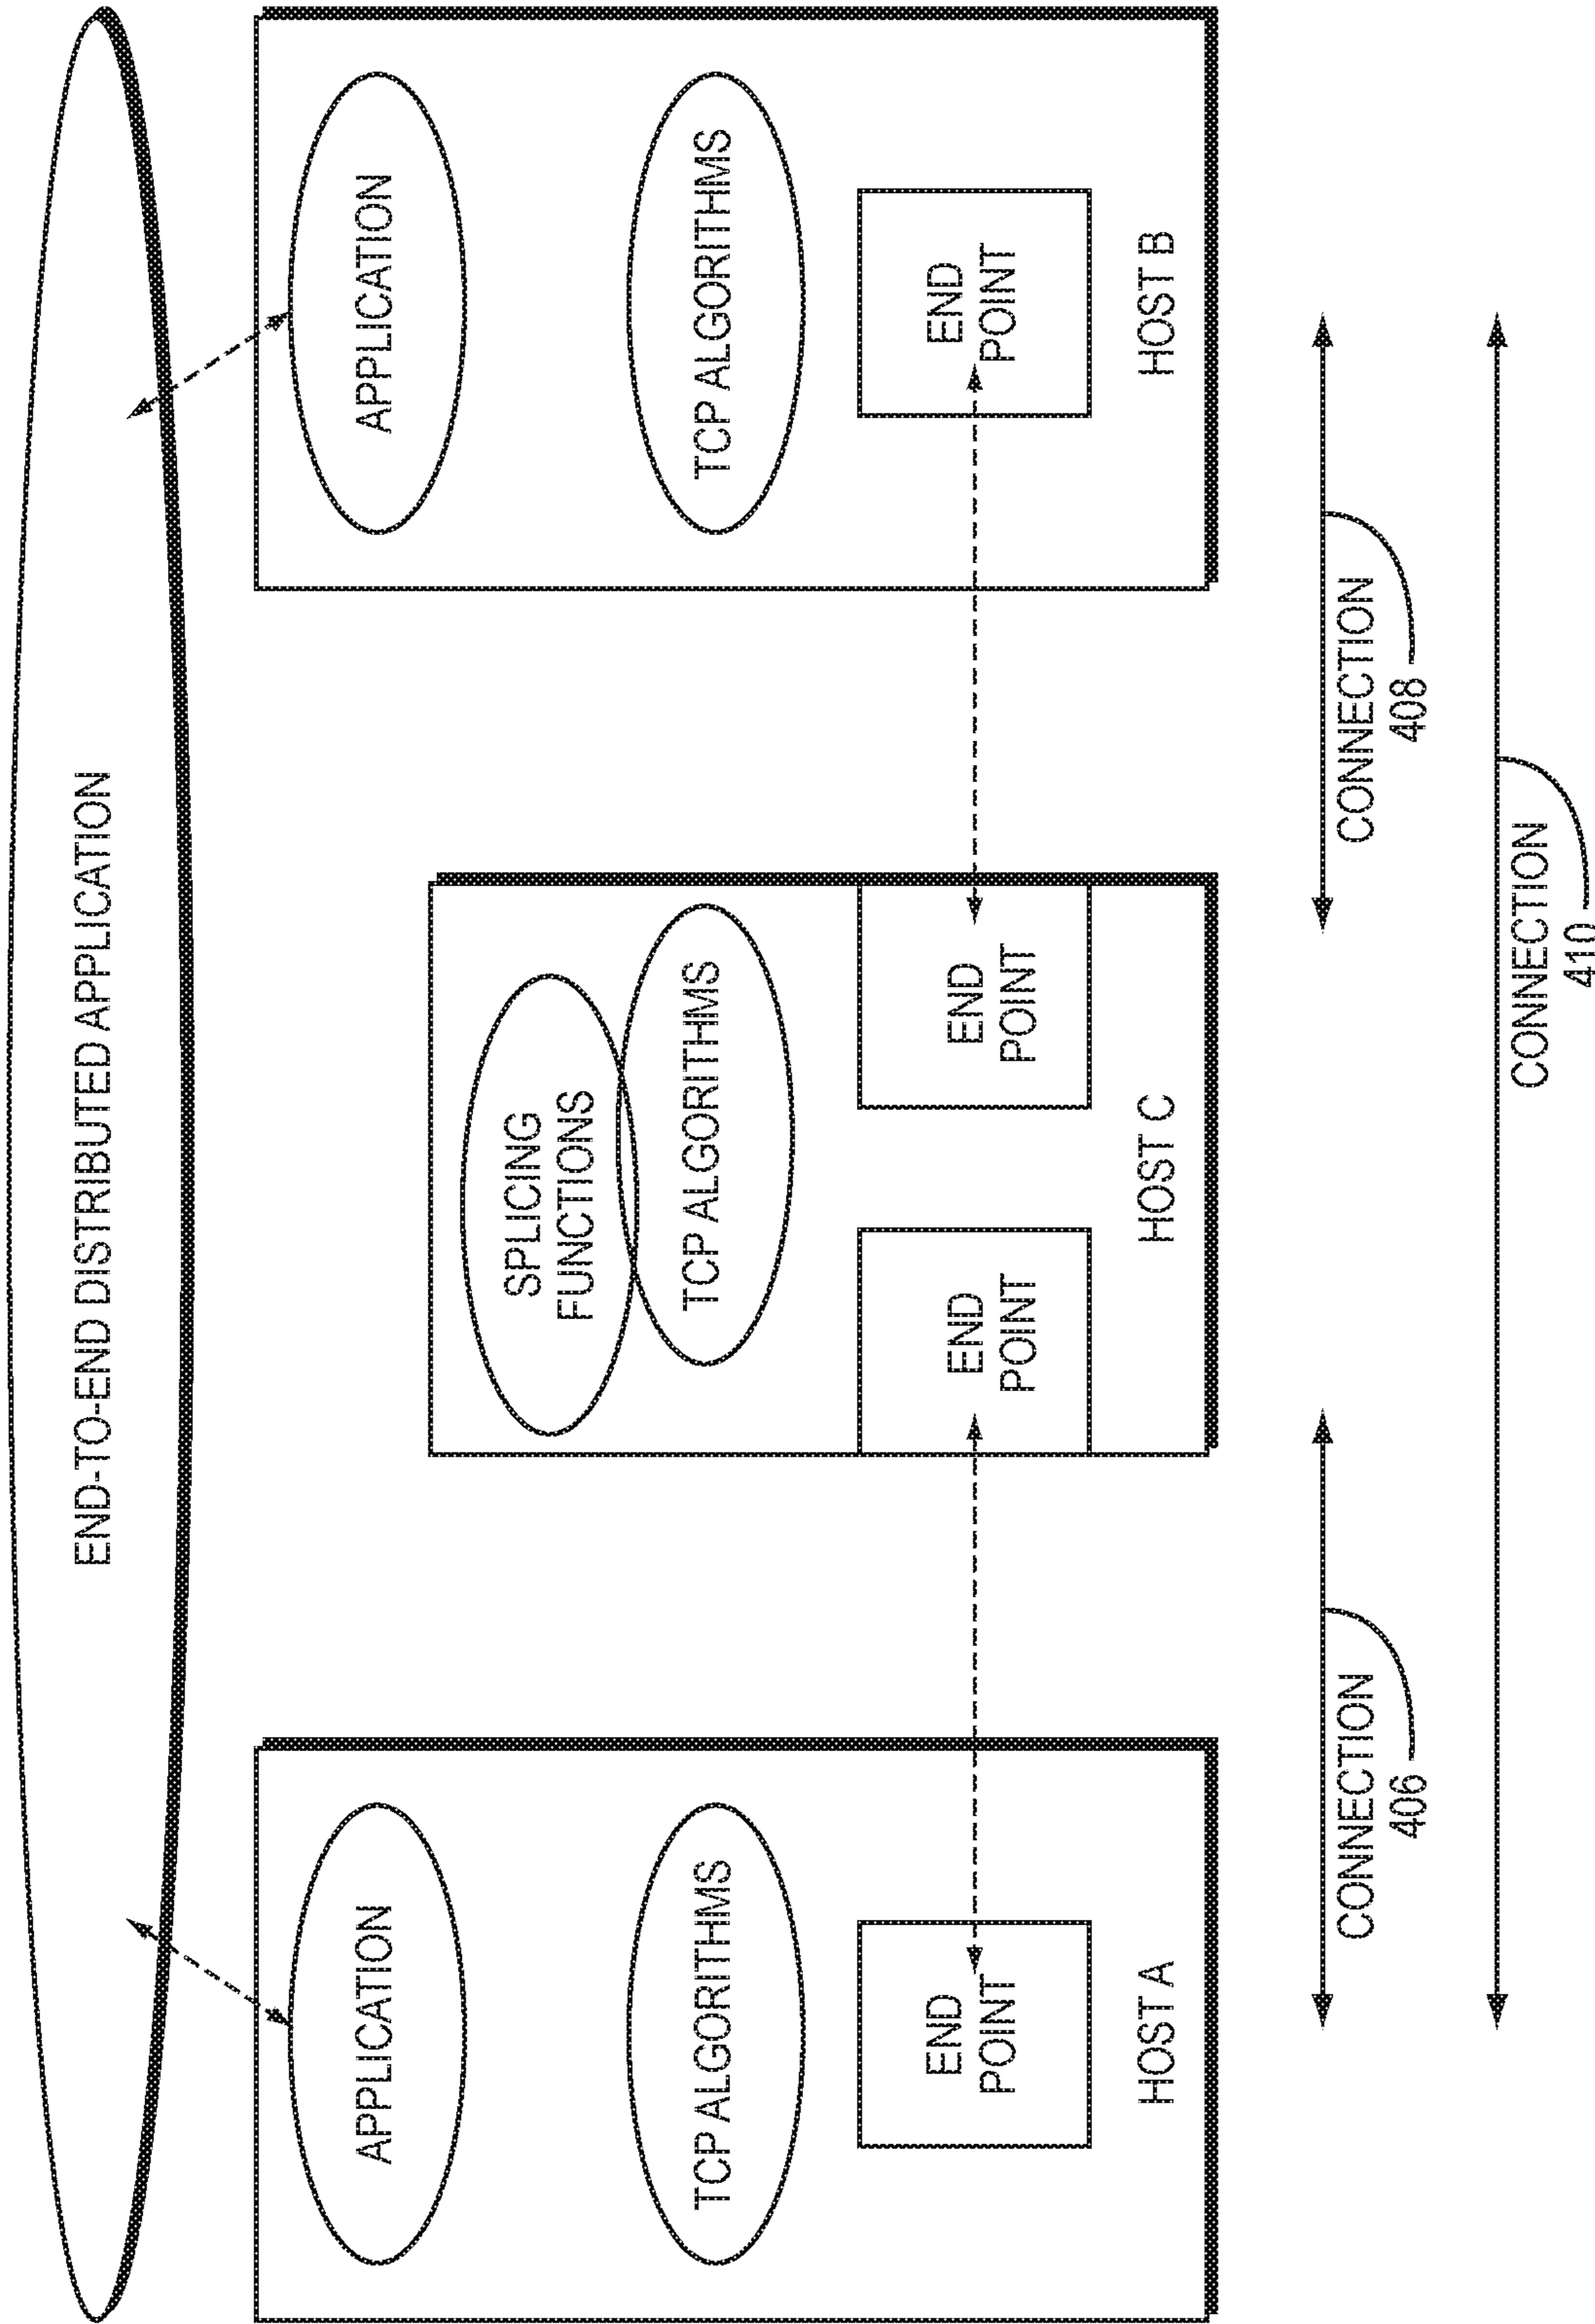 END-TO-END DISTRIBUTED APPLICATION
APPLICATION
TCP ALGORITHMS
END
POINT
HOST A
SPLICING
FUNCTIONS
TCP ALGORITHMS
END
POINT
END
POINT
HOST C
APPLICATION
TCP ALGORITHMS
END
POINT
HOST B
CONNECTION
406
CONNECTION
408
CONNECTION
410